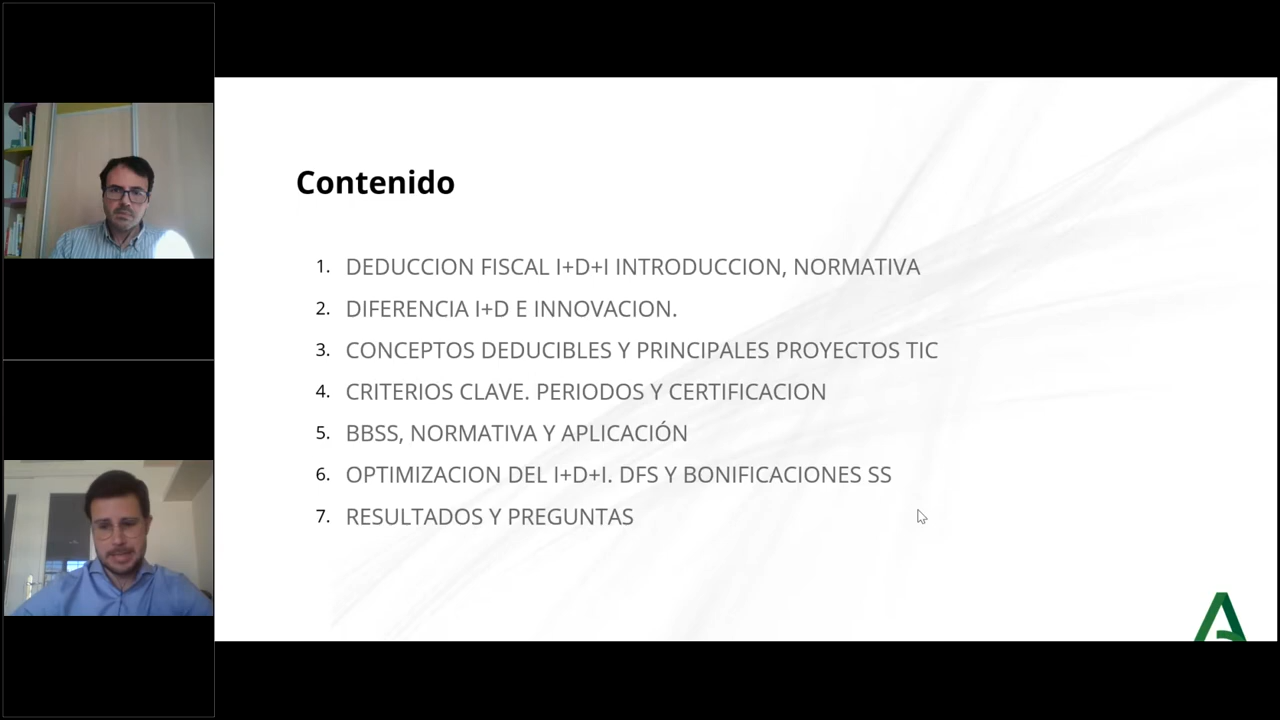 Contenido
1. DEDUCCION FISCAL I+D+I INTRODUCCION, NORMATIVA
2. DIFERENCIA I+D E INNOVACION.
3. CONCEPTOS DEDUCIBLES Y PRINCIPALES PROYECTOS TIC
4. CRITERIOS CLAVE. PERIODOS Y CERTIFICACION
5. BBSS, NORMATIVA Y APLICACIÓN
6. OPTIMIZACION DEL I+D+I. DFS Y BONIFICACIONES SS
7. RESULTADOS Y PREGUNTAS